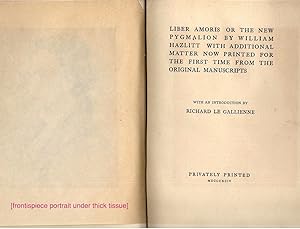 [frontispiece portrait under thick tissue]
LIBER AMORIS OR THE NEW
PYGMALION BY WILLIAM
HAZLITT WITH ADDITIONAL
MATTER NOW PRINTED FOR
THE FIRST TIME FROM THE
ORIGINAL MANUSCRIPTS
WITH AN INTRODUCTION BY
RICHARD LE GALLIENNE
PRIVATELY PRINTED
MDCCCXCIV